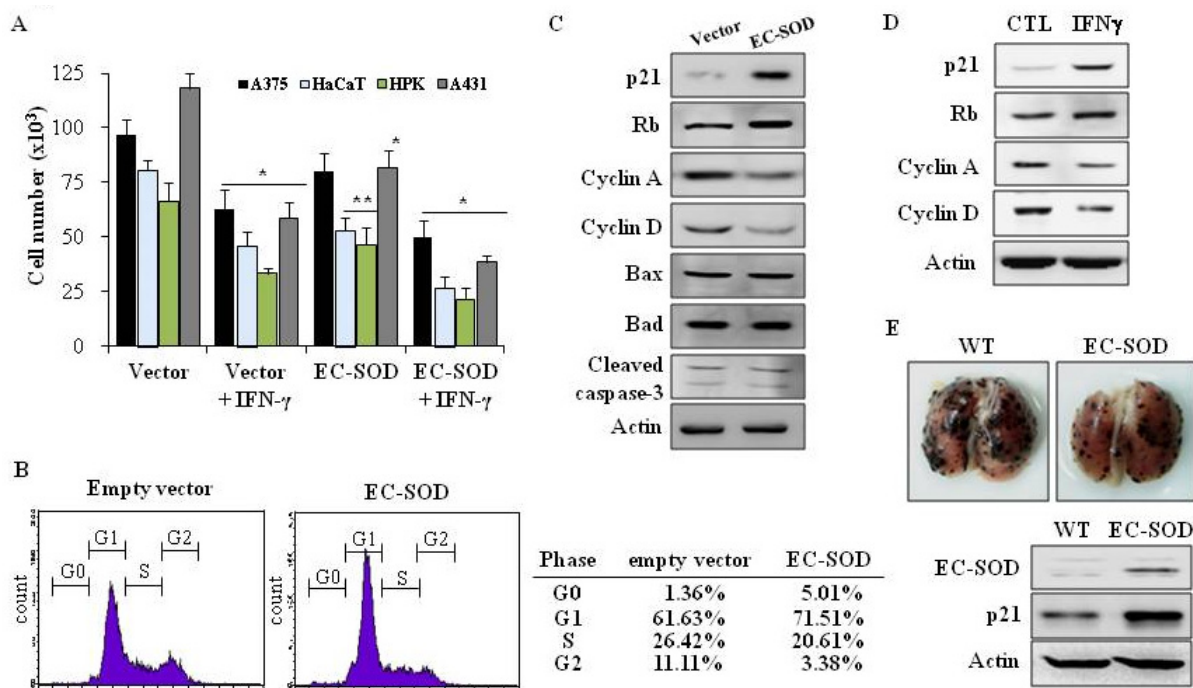 A
125
100
75
50
25
0
Cell number (x10³)
A375 HaCaT HPK A431
*
**
*
*
Vector Vector EC-SOD EC-SOD
+ IFN-γ + IFN-γ
B
Empty vector EC-SOD
G1 G2
G0 S
count
G1 G2
G0 S
count
Phase empty vector EC-SOD
G0 1.36% 5.01%
G1 61.63% 71.51%
S 26.42% 20.61%
G2 11.11% 3.38%
C
Vector EC-SOD
p21
Rb
Cyclin A
Cyclin D
Bax
Bad
Cleaved
caspase-3
Actin
D
CTL IFNγ
p21
Rb
Cyclin A
Cyclin D
Actin
E
WT EC-SOD
WT EC-SOD
EC-SOD
p21
Actin